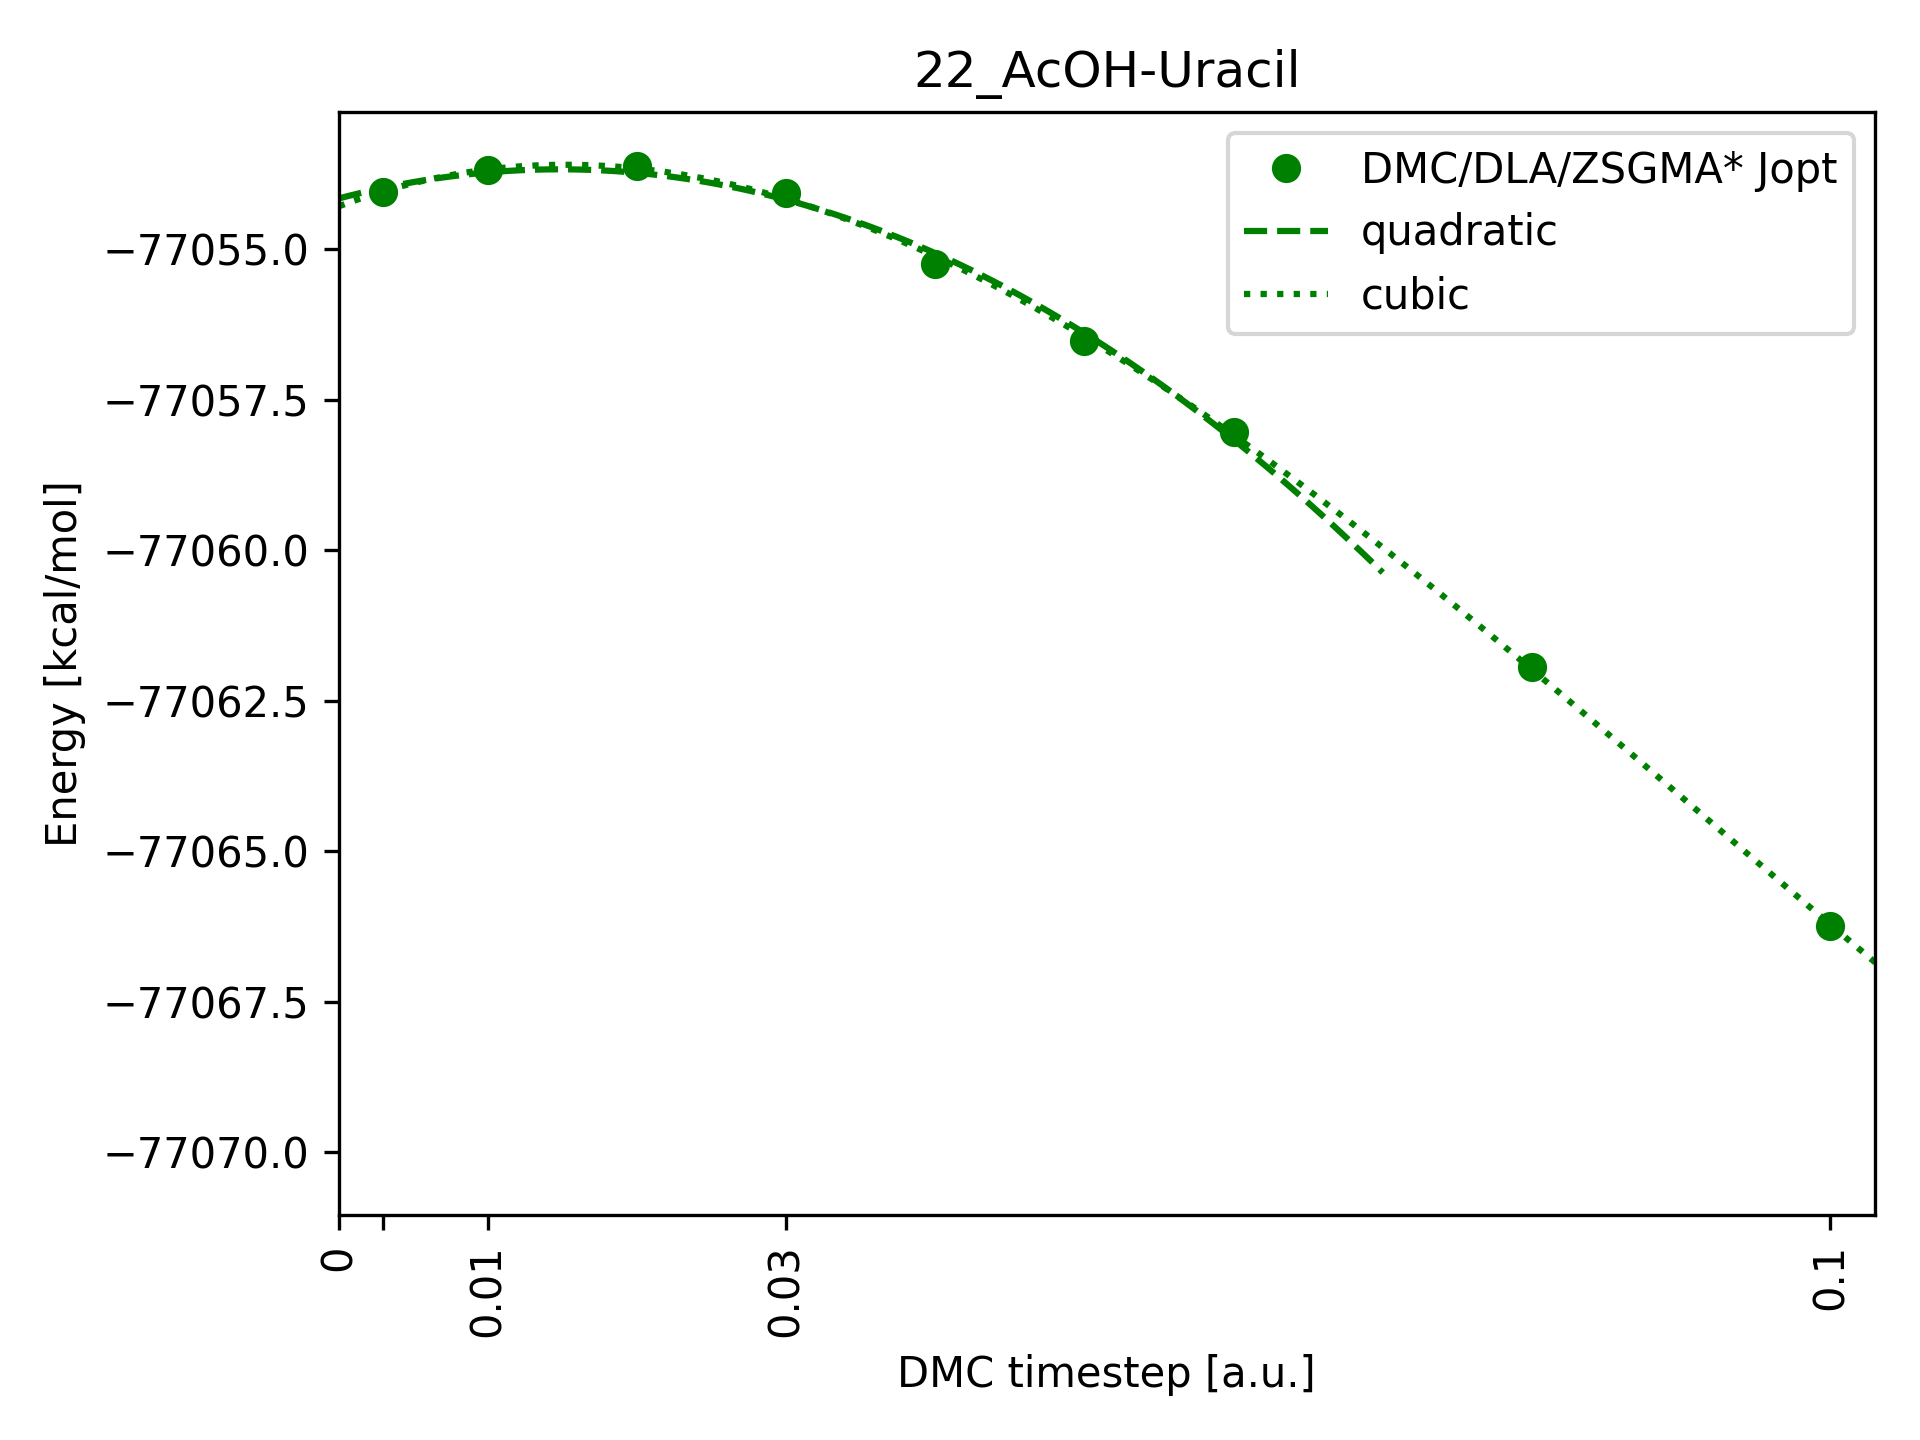 22_AcOH-Uracil
DMC/DLA/ZSGMA* Jopt
quadratic
cubic
−77055.0
−77057.5
−77060.0
−77062.5
−77065.0
−77067.5
−77070.0
Energy [kcal/mol]
0
0.01
0.03
0.1
DMC timestep [a.u.]